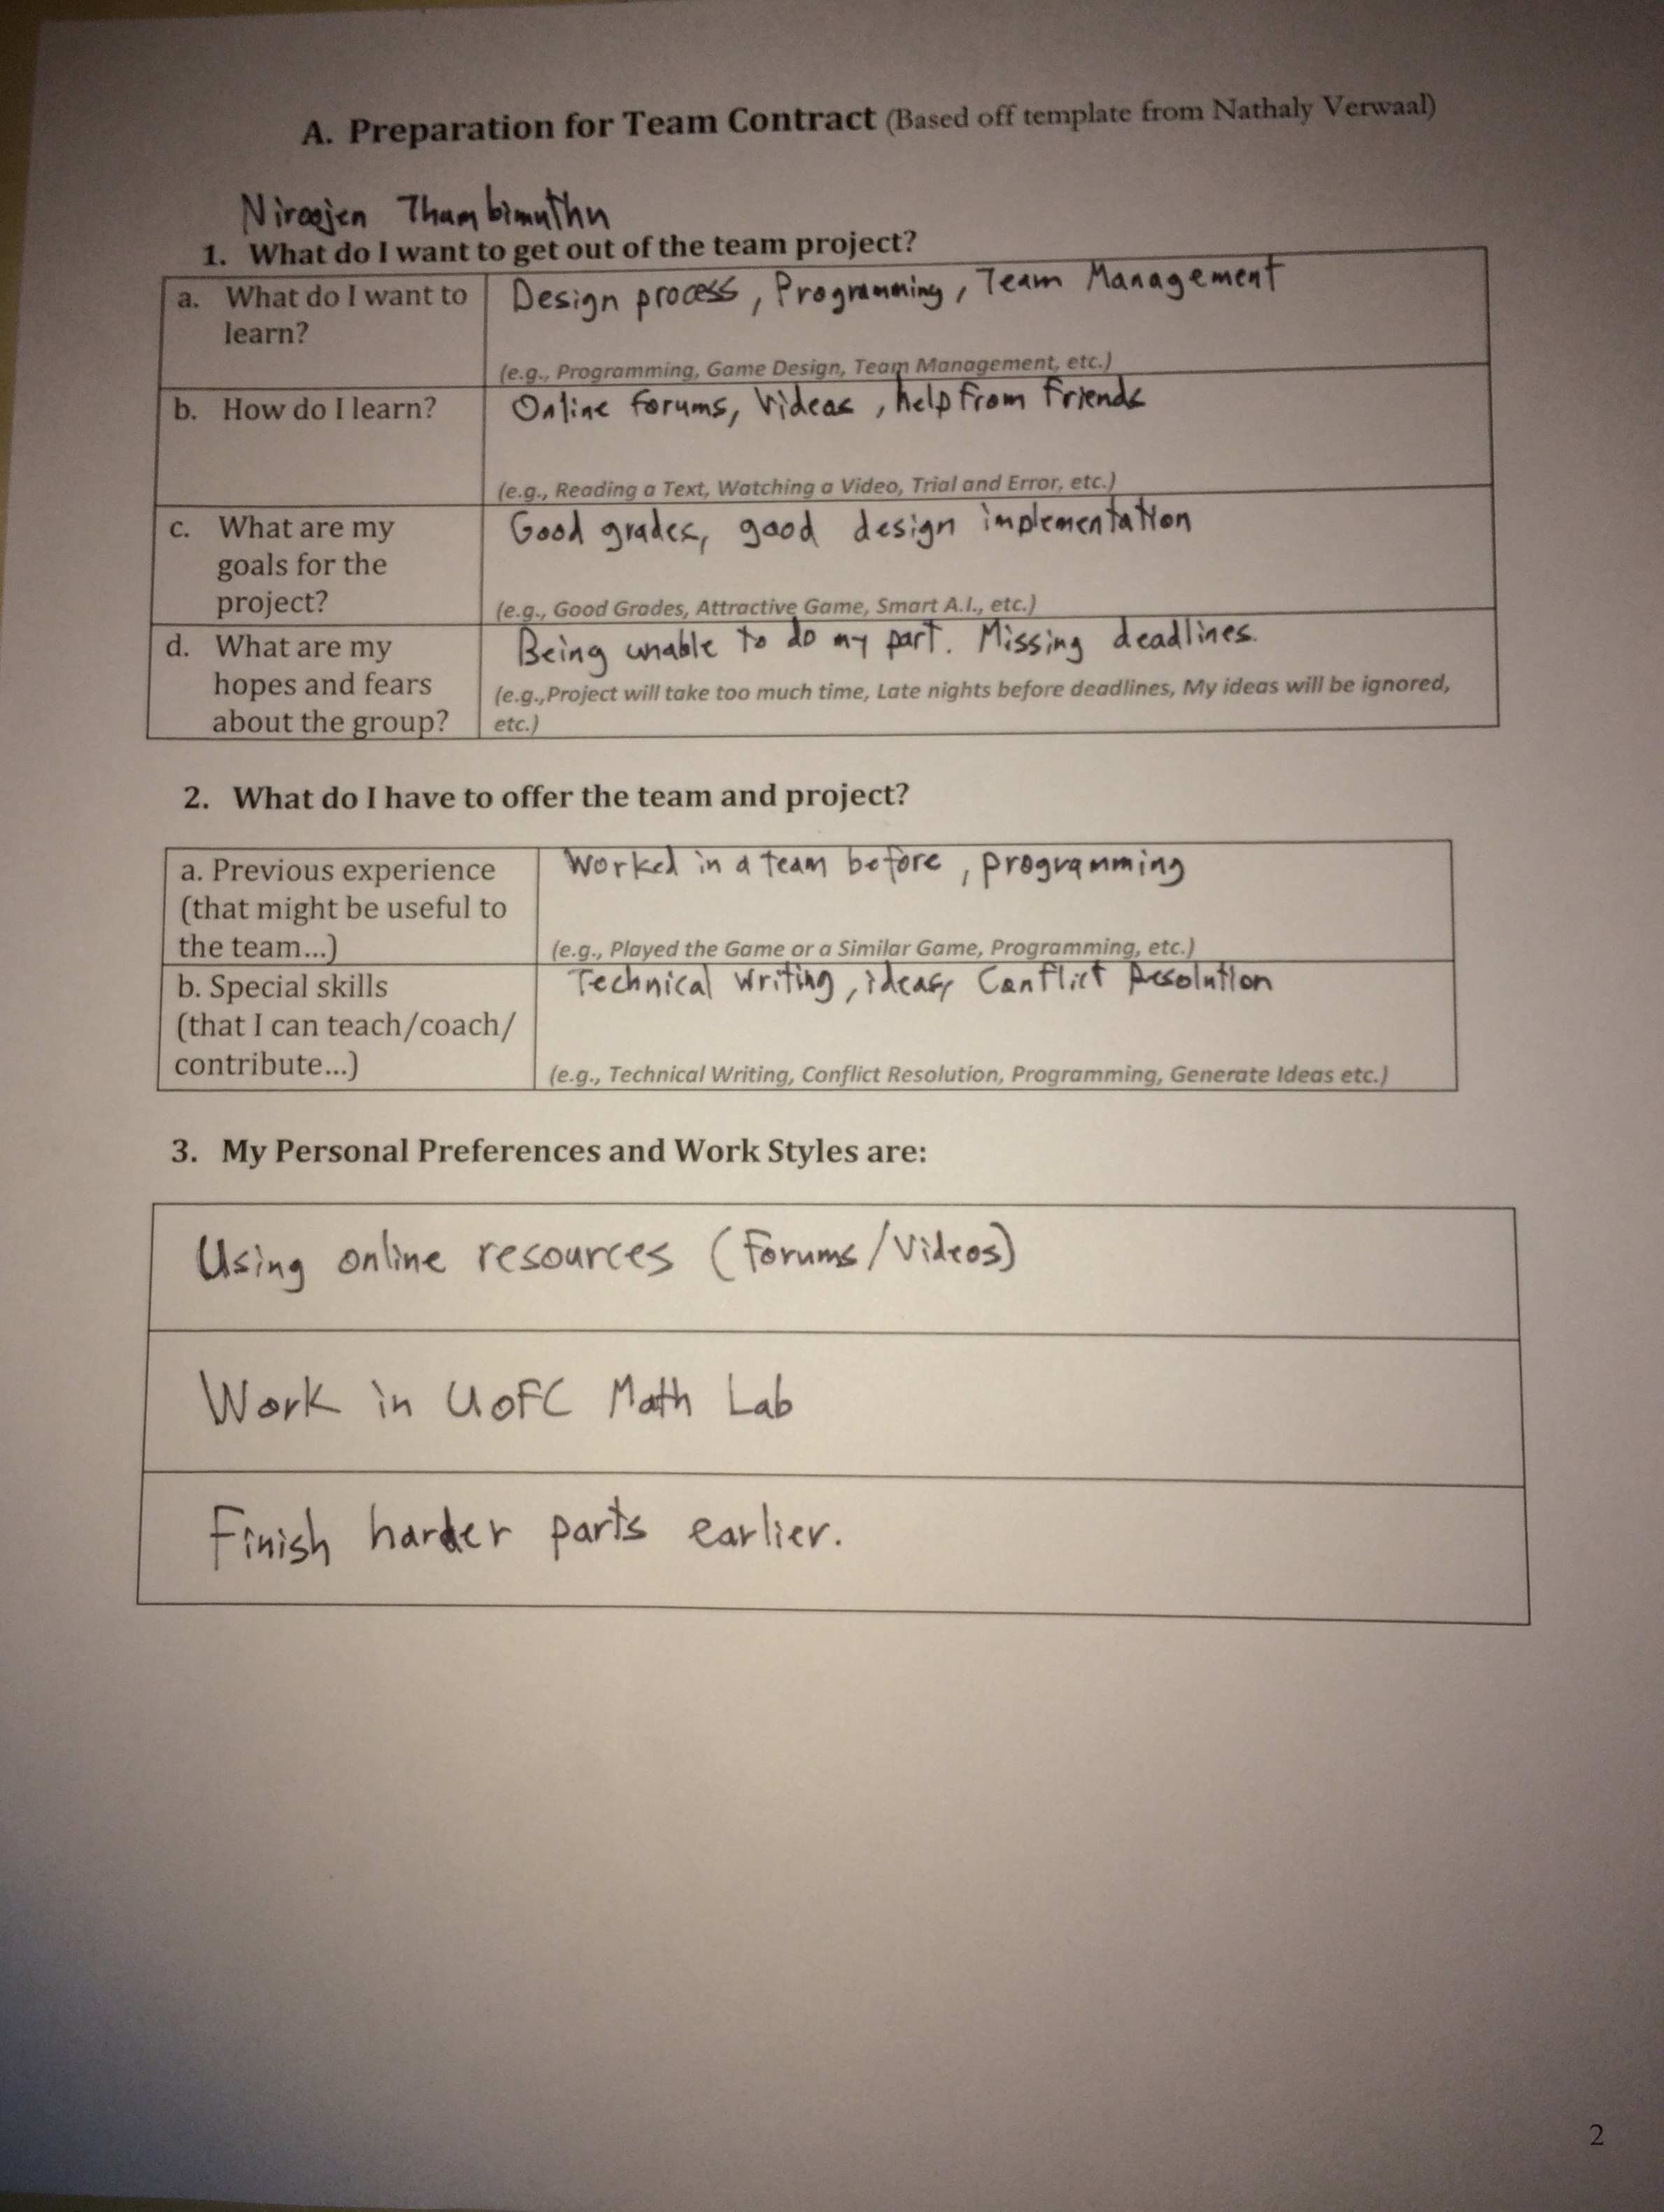 A. Preparation for Team Contract (Based off template from Nathaly Verwaal)
Niroojen Thambimuthu
1. What do I want to get out of the team project?
a. What do I want to learn?
Design process, Programming, Team Management
(e.g., Programming, Game Design, Team Management, etc.)
b. How do I learn?
Online forums, Videos, help from friends
(e.g., Reading a Text, Watching a Video, Trial and Error, etc.)
c. What are my
goals for the
project?
Good grades, good design implementation
(e.g., Good Grades, Attractive Game, Smart A.I., etc.)
d. What are my
hopes and fears
about the group?
Being unable to do my part. Missing deadlines.
(e.g.,Project will take too much time, Late nights before deadlines, My ideas will be ignored,
etc.)
2. What do I have to offer the team and project?
a. Previous experience
(that might be useful to
the team...)
Worked in a team before, programming
(e.g., Played the Game or a Similar Game, Programming, etc.)
b. Special skills
(that I can teach/coach/
contribute...)
Technical Writing, ideas, Conflict Resolution
(e.g., Technical Writing, Conflict Resolution, Programming, Generate Ideas etc.)
3. My Personal Preferences and Work Styles are:
Using online resources (Forums/Videos)
Work in UofC Math Lab
Finish harder parts earlier.
2